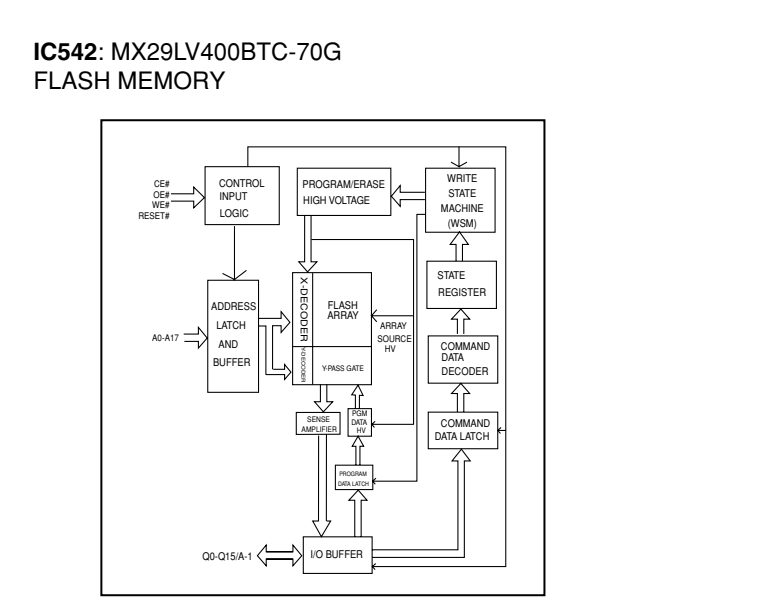 IC542: MX29LV400BTC-70G
FLASH MEMORY
CE#
OE#
WE#
RESET#
CONTROL
INPUT
LOGIC
PROGRAM/ERASE
HIGH VOLTAGE
WRITE
STATE
MACHINE
(WSM)
STATE
REGISTER
ADDRESS
LATCH
AND
BUFFER
A0-A17
X-DECODER
FLASH
ARRAY
ARRAY
SOURCE
HV
Y-DECODER
Y-PASS GATE
COMMAND
DATA
DECODER
SENSE
AMPLIFIER
PGM
DATA
HV
COMMAND
DATA LATCH
PROGRAM
DATA LATCH
Q0-Q15/A-1
I/O BUFFER